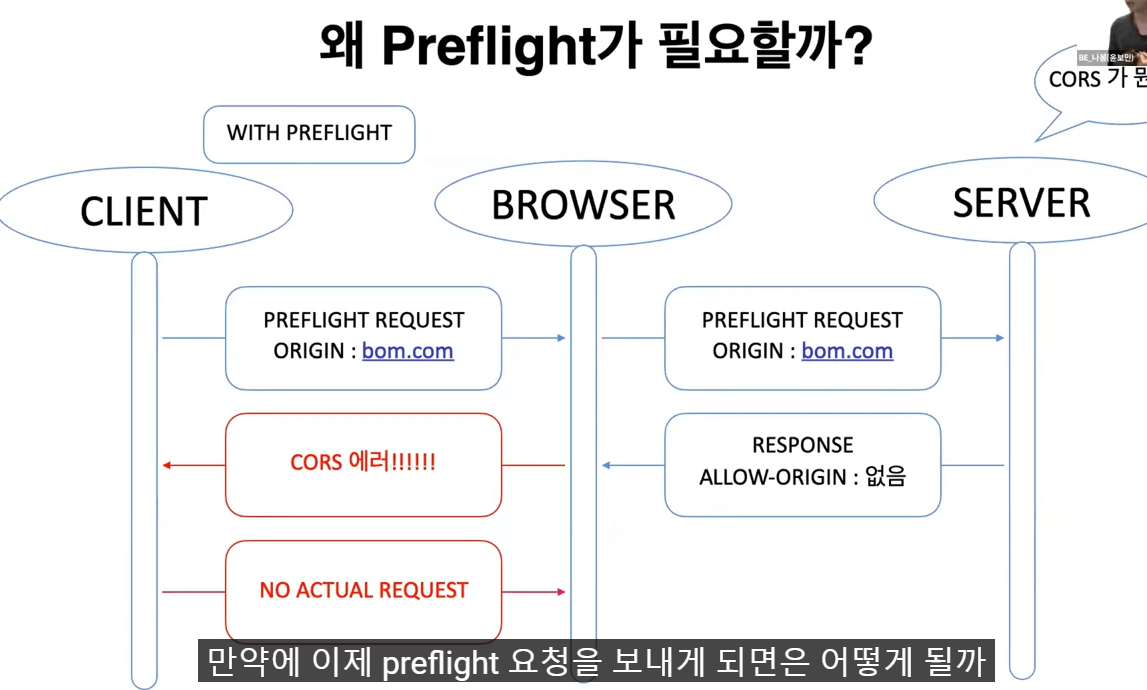 왜 Preflight가 필요할까?
BE_나봄(윤보민)
CORS 가 뭔
WITH PREFLIGHT
CLIENT
BROWSER
SERVER
PREFLIGHT REQUEST
ORIGIN : bom.com
PREFLIGHT REQUEST
ORIGIN : bom.com
CORS 에러!!!!!!
RESPONSE
ALLOW-ORIGIN : 없음
NO ACTUAL REQUEST
만약에 이제 preflight 요청을 보내게 되면은 어떻게 될까